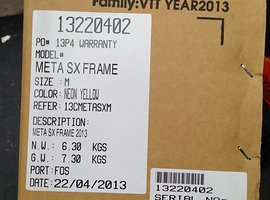 Family:VTT YEAR2013
13220402
PO# 13P4 WARRANTY
MODEL#
META SX FRAME
SIZE : M
COLOR: NEON YELLOW
REFER: 13CMETASXM
DESCRIPTION:
META SX FRAME 2013
N.W. : 6.30 KGS
G.W. : 7.30 KGS
PORT: FOS
DATE: 22/04/2013
13220402
SERIAL NO: